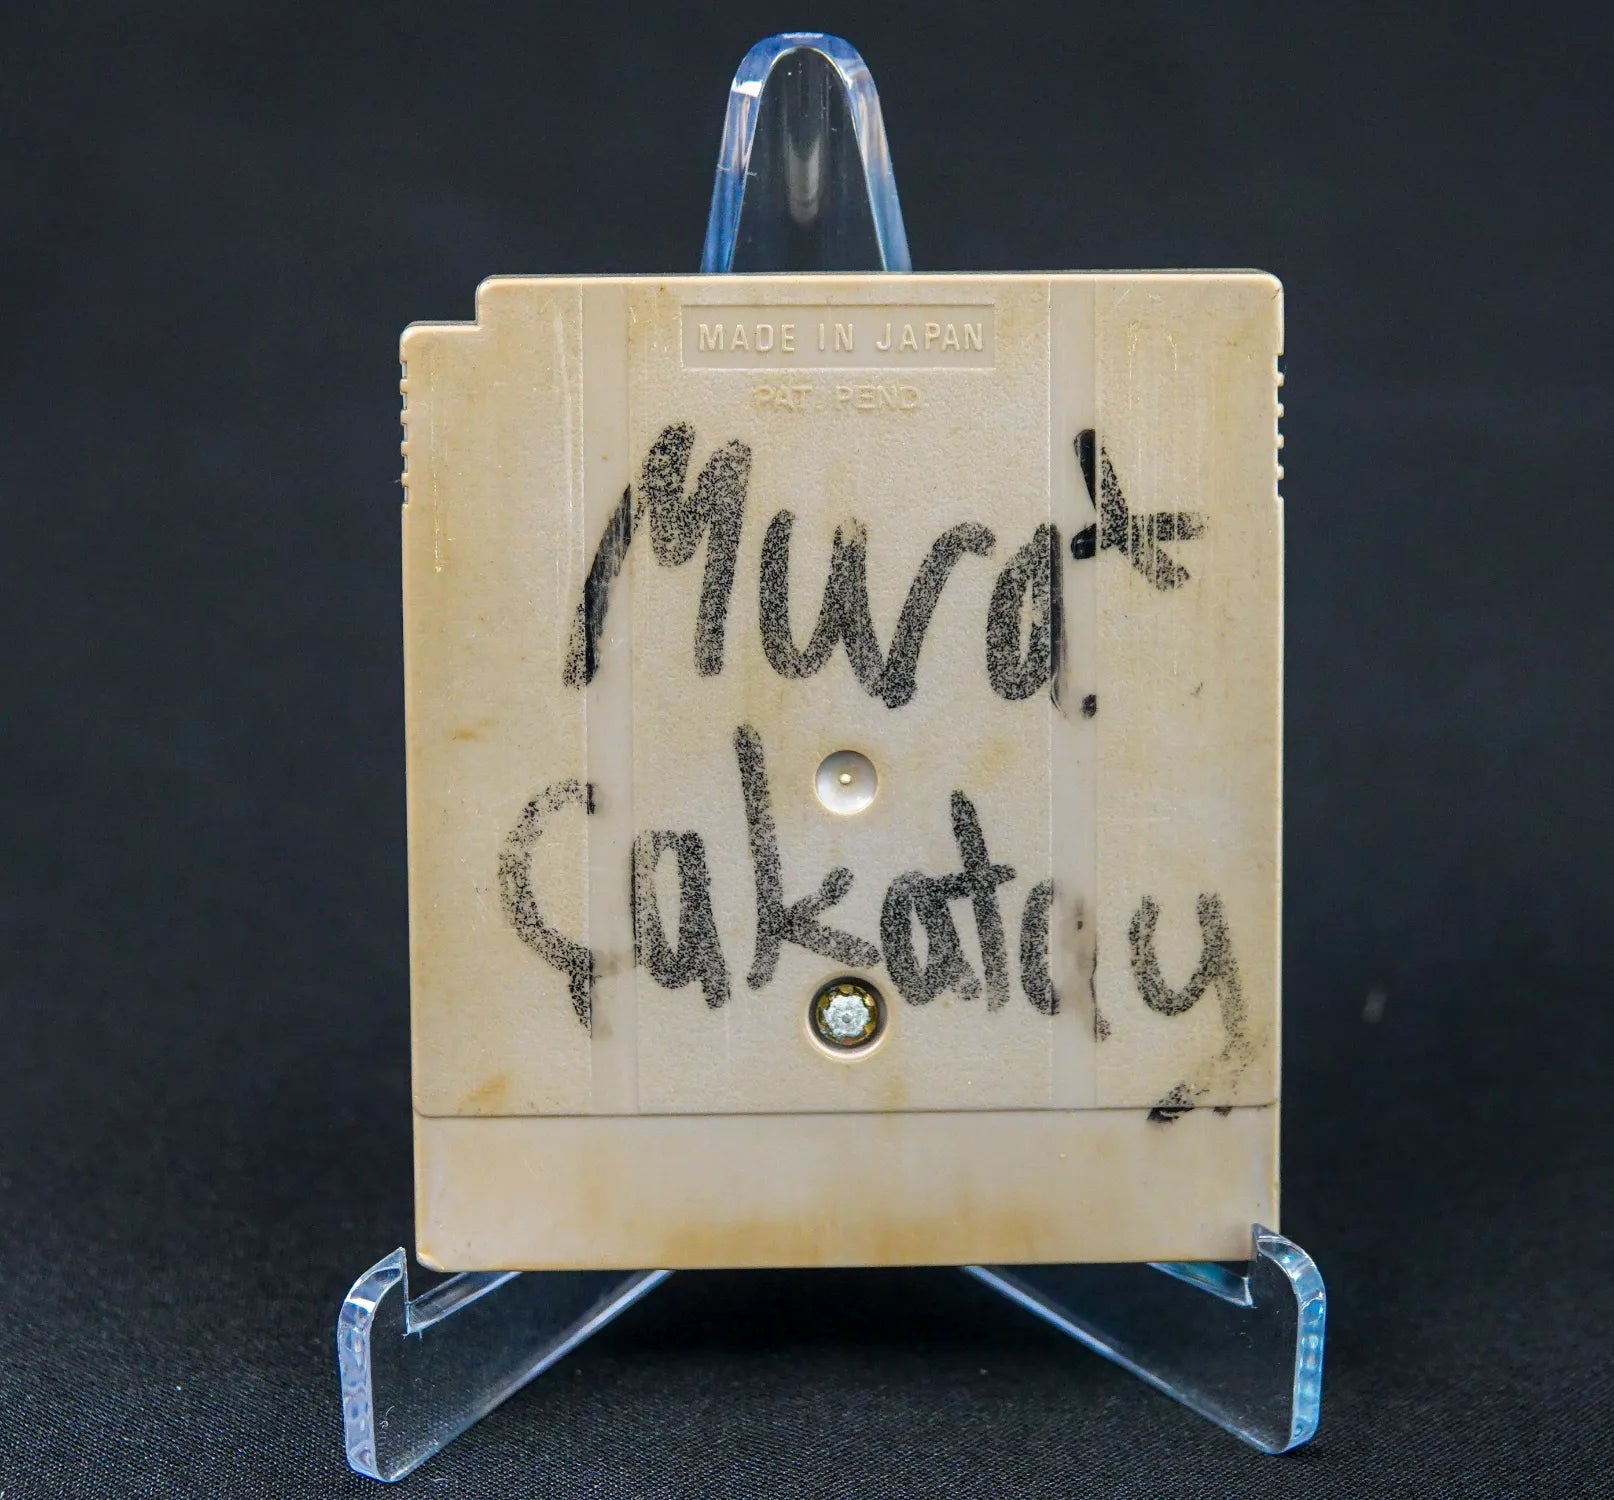 MADE IN JAPAN
PAT. PEND.
Murat
Çakatay